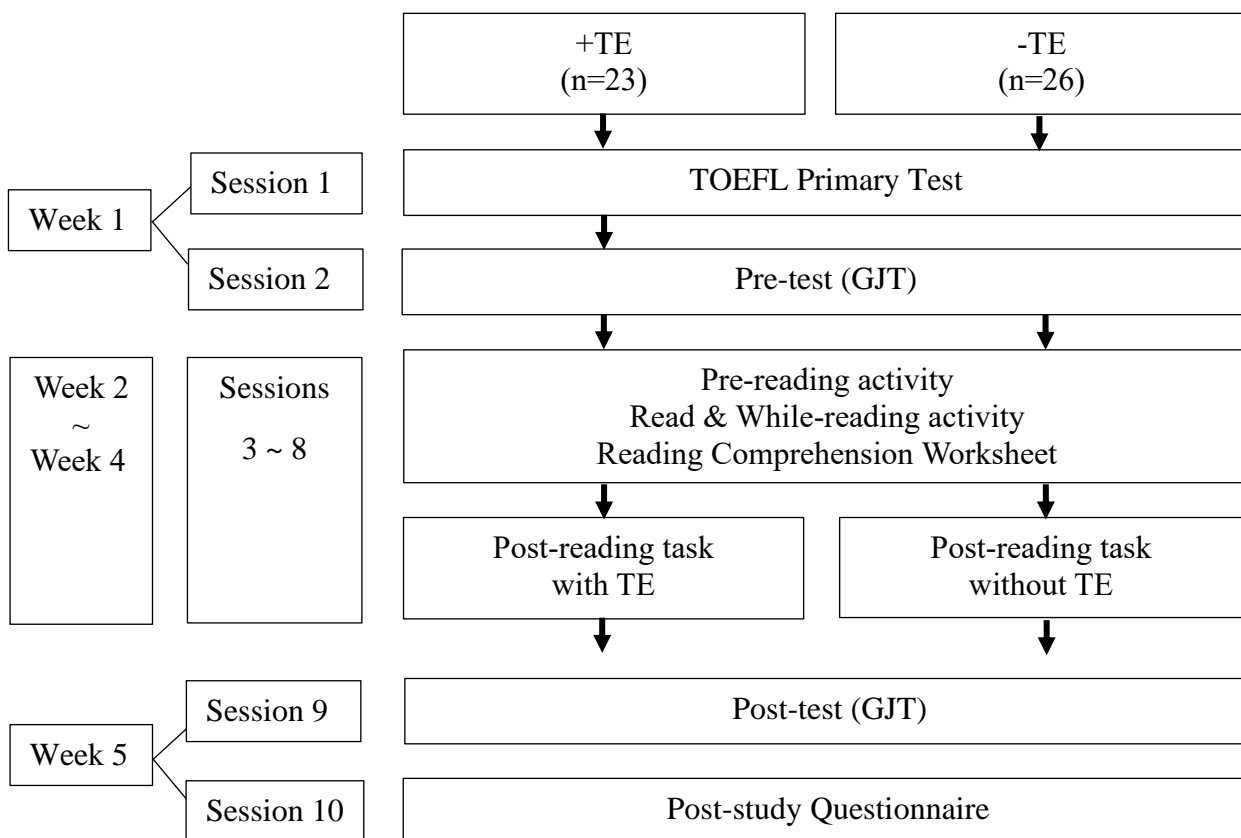 +TE
(n=23)
-TE
(n=26)
Week 1
Session 1
TOEFL Primary Test
Session 2
Pre-test (GJT)
Week 2
~
Week 4
Sessions
3 ~ 8
Pre-reading activity
Read & While-reading activity
Reading Comprehension Worksheet
Post-reading task
with TE
Post-reading task
without TE
Week 5
Session 9
Post-test (GJT)
Session 10
Post-study Questionnaire